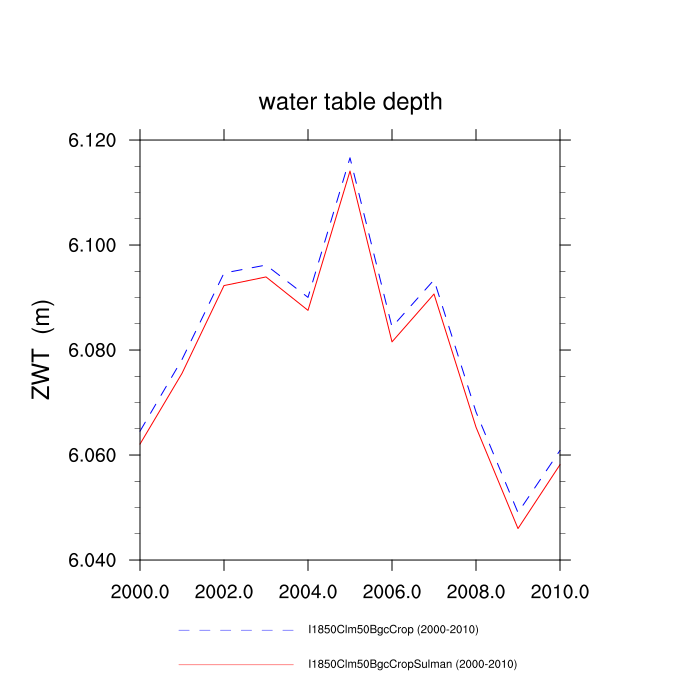 water table depth
6.120
6.100
6.080
6.060
6.040
ZWT (m)
2000.0 2002.0 2004.0 2006.0 2008.0 2010.0
I1850Clm50BgcCrop (2000-2010)
I1850Clm50BgcCropSulman (2000-2010)